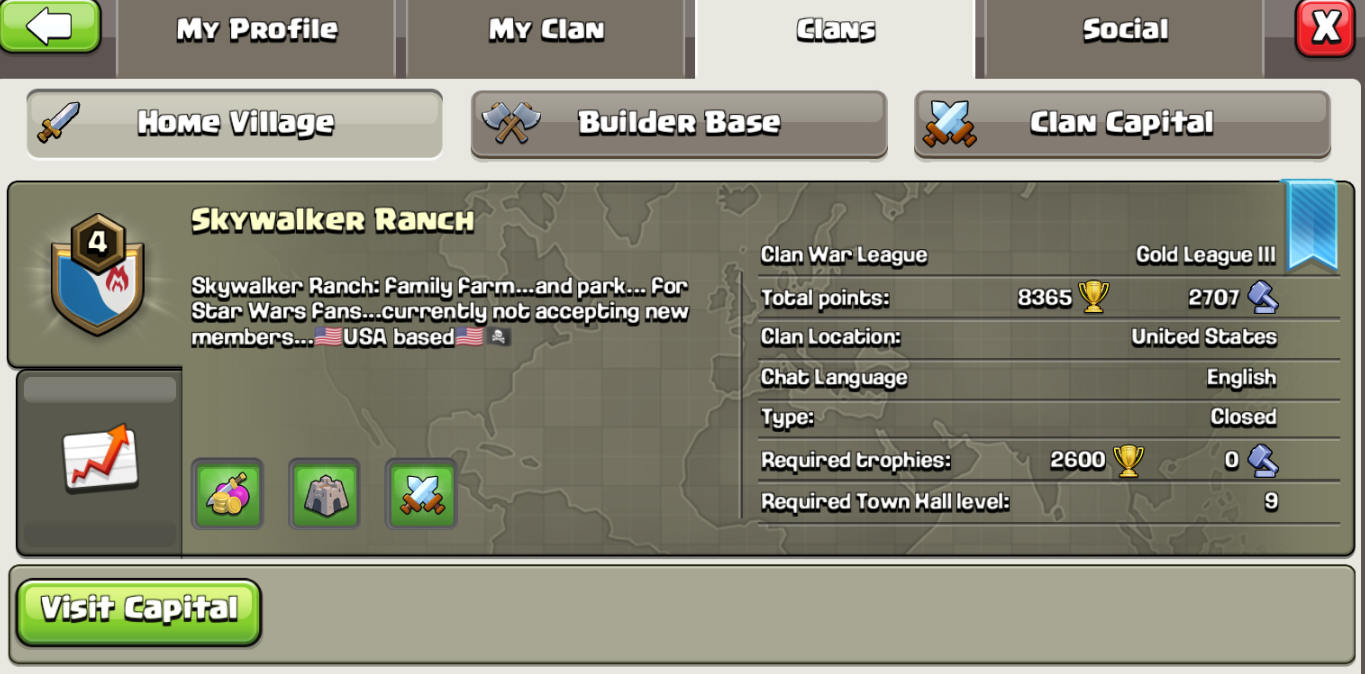 My Profile
My Clan
Clans
Social
X
Home Village
Builder Base
Clan Capital
4
Skywalker Ranch
Skywalker Ranch: Family Farm...and park... For
Star Wars Fans...currently not accepting new
members...🇺🇸USA based🇺🇸🏴‍☠️
Clan War League Gold League III
Total points: 8365 2707
Clan Location: United States
Chat Language English
Type: Closed
Required trophies: 2600 0
Required Town Hall level: 9
Visit Capital